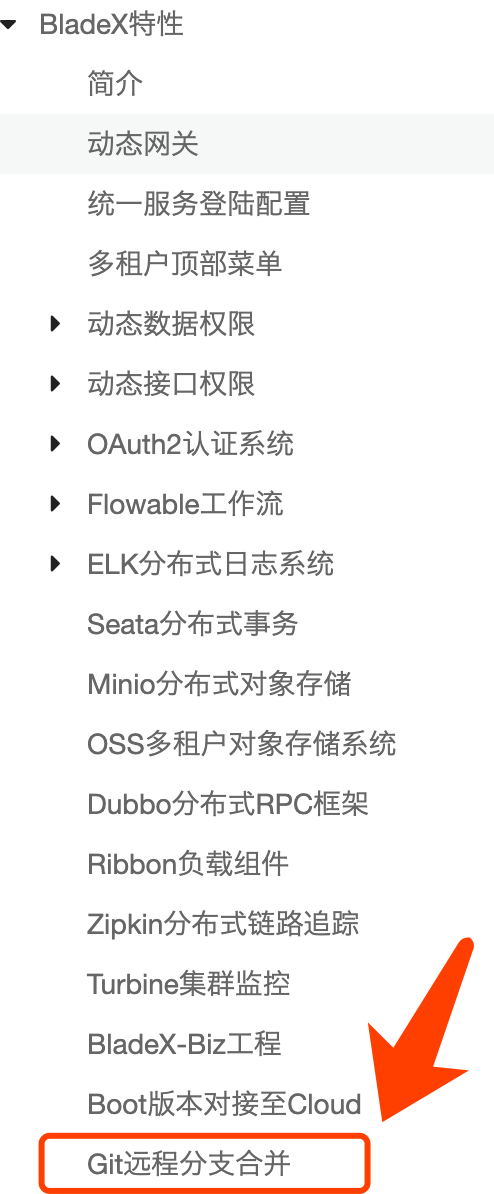 BladeX特性
简介
动态网关
统一服务登陆配置
多租户顶部菜单
动态数据权限
动态接口权限
OAuth2认证系统
Flowable工作流
ELK分布式日志系统
Seata分布式事务
Minio分布式对象存储
OSS多租户对象存储系统
Dubbo分布式RPC框架
Ribbon负载组件
Zipkin分布式链路追踪
Turbine集群监控
BladeX-Biz工程
Boot版本对接至Cloud
Git远程分支合并